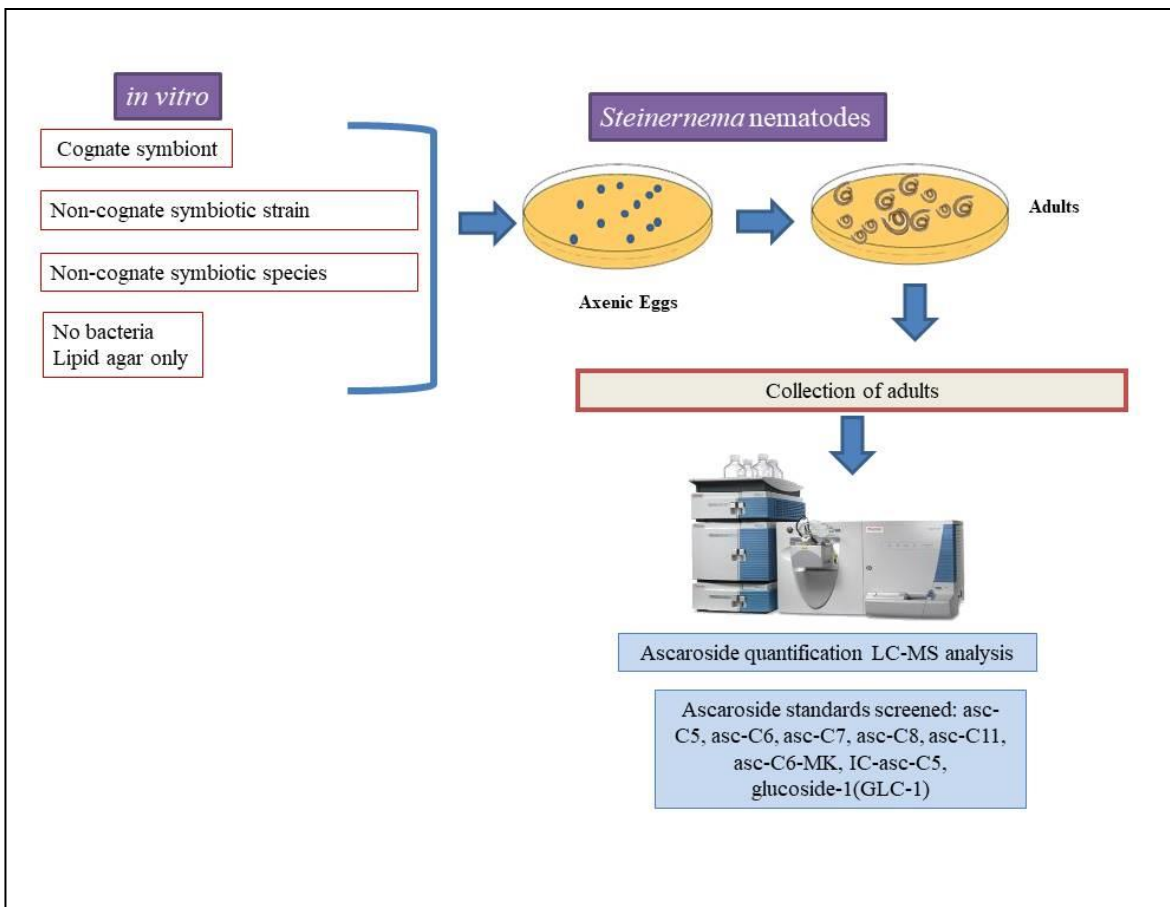 in vitro
Cognate symbiont
Non-cognate symbiotic strain
Non-cognate symbiotic species
No bacteria
Lipid agar only
Steinernema nematodes
Axenic Eggs
Adults
Collection of adults
Ascaroside quantification LC-MS analysis
Ascaroside standards screened: asc-
C5, asc-C6, asc-C7, asc-C8, asc-C11,
asc-C6-MK, IC-asc-C5,
glucoside-1(GLC-1)